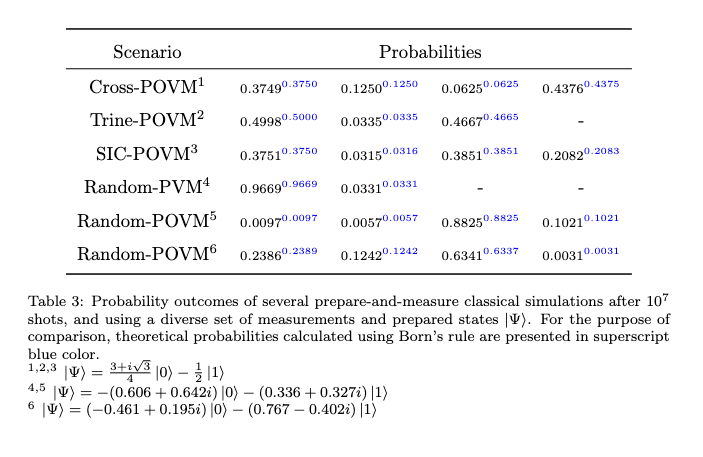 Scenario Probabilities
Cross-POVM¹ 0.3749^0.3750 0.1250^0.1250 0.0625^0.0625 0.4376^0.4375
Trine-POVM² 0.4998^0.5000 0.0335^0.0335 0.4667^0.4665 -
SIC-POVM³ 0.3751^0.3750 0.0315^0.0316 0.3851^0.3851 0.2082^0.2083
Random-PVM⁴ 0.9669^0.9669 0.0331^0.0331 - -
Random-POVM⁵ 0.0097^0.0097 0.0057^0.0057 0.8825^0.8825 0.1021^0.1021
Random-POVM⁶ 0.2386^0.2389 0.1242^0.1242 0.6341^0.6337 0.0031^0.0031
Table 3: Probability outcomes of several prepare-and-measure classical simulations after 10⁷
shots, and using a diverse set of measurements and prepared states |Ψ⟩. For the purpose of
comparison, theoretical probabilities calculated using Born's rule are presented in superscript
blue color.
¹,²,³ |Ψ⟩ = (3+i√3)/4 |0⟩ − 1/2 |1⟩
⁴,⁵ |Ψ⟩ = −(0.606 + 0.642i) |0⟩ − (0.336 + 0.327i) |1⟩
⁶ |Ψ⟩ = (−0.461 + 0.195i) |0⟩ − (0.767 − 0.402i) |1⟩